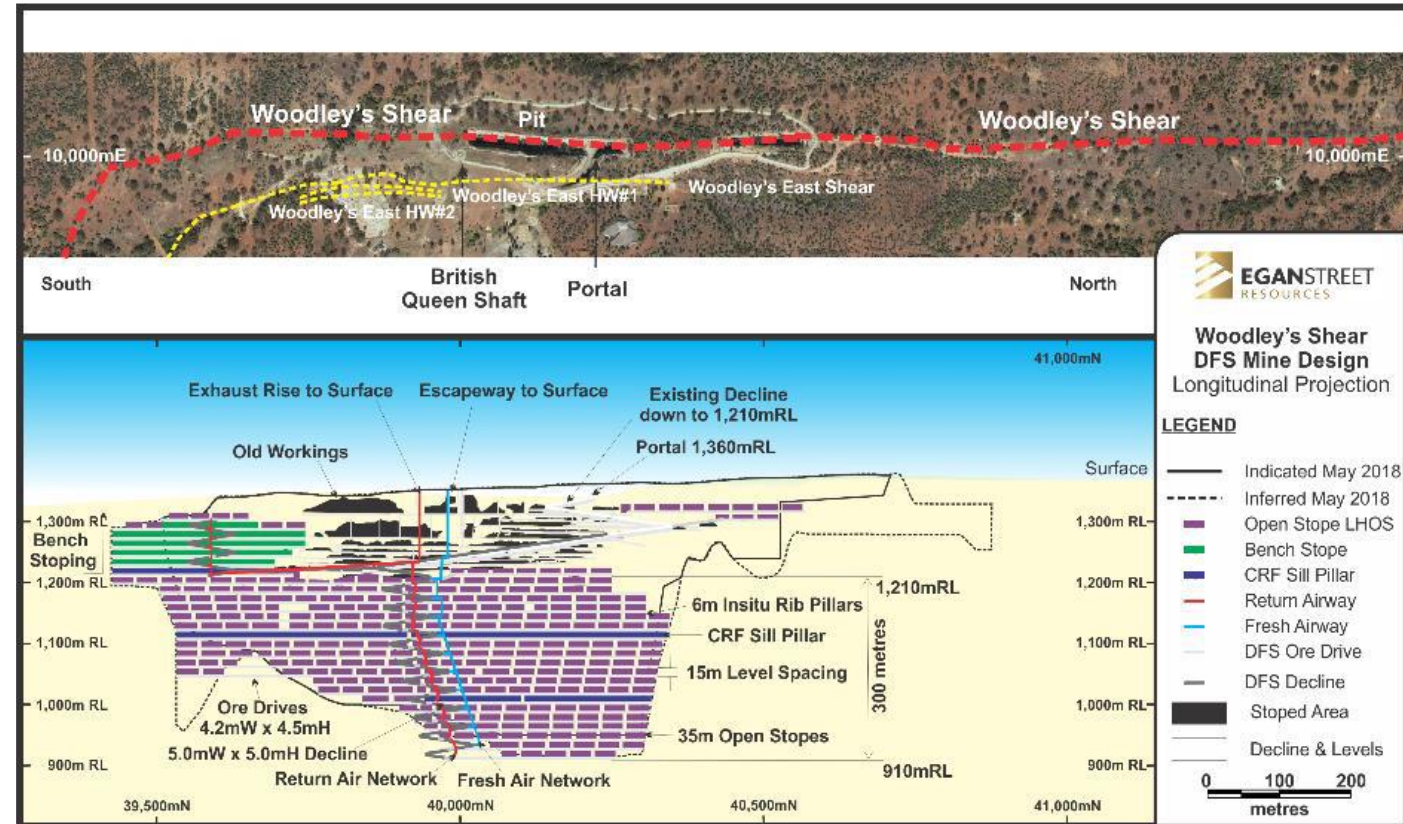 Woodley's Shear
Pit
Woodley's Shear
10,000mE
10,000mE
Woodley's East Shear
Woodley's East HW#1
Woodley's East HW#2
South
British
Queen Shaft
Portal
North
EGANSTREET
RESOURCES
Woodley's Shear
DFS Mine Design
Longitudinal Projection
LEGEND
Indicated May 2018
Inferred May 2018
Open Stope LHOS
Bench Stope
CRF Sill Pillar
Return Airway
Fresh Airway
DFS Ore Drive
DFS Decline
Stoped Area
Decline & Levels
0 100 200
metres
41,000mN
Exhaust Rise to Surface
Escapeway to Surface
Existing Decline
down to 1,210mRL
Portal 1,360mRL
Old Workings
Surface
1,300m RL
1,300m RL
Bench
Stoping
1,200m RL
1,200m RL
1,210mRL
6m Insitu Rib Pillars
CRF Sill Pillar
1,100m RL
1,100m RL
15m Level Spacing
300 metres
1,000m RL
1,000m RL
Ore Drives
4.2mW x 4.5mH
35m Open Stopes
5.0mW x 5.0mH Decline
900m RL
900m RL
Return Air Network
Fresh Air Network
910mRL
39,500mN
40,000mN
40,500mN
41,000mN